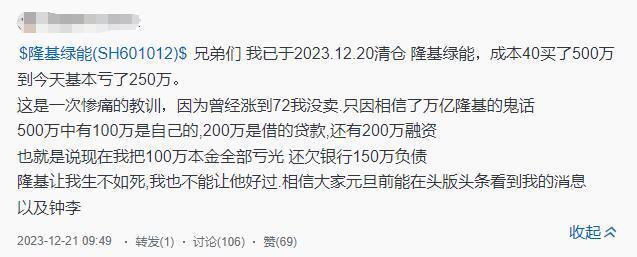 $隆基绿能(SH601012)$ 兄弟们 我已于2023.12.20清仓 隆基绿能，成本40买了500万
到今天基本亏了250万。
这是一次惨痛的教训，因为曾经涨到72我没卖.只因相信了万亿隆基的鬼话
500万中有100万是自己的,200万是借的贷款,还有200万融资
也就是说现在我把100万本金全部亏光 还欠银行150万负债
隆基让我生不如死,我也不能让他好过.相信大家元旦前能在头版头条看到我的消息
以及钟李
收起
2023-12-21 09:49 · 转发(1) · 讨论(106) · 赞(69)